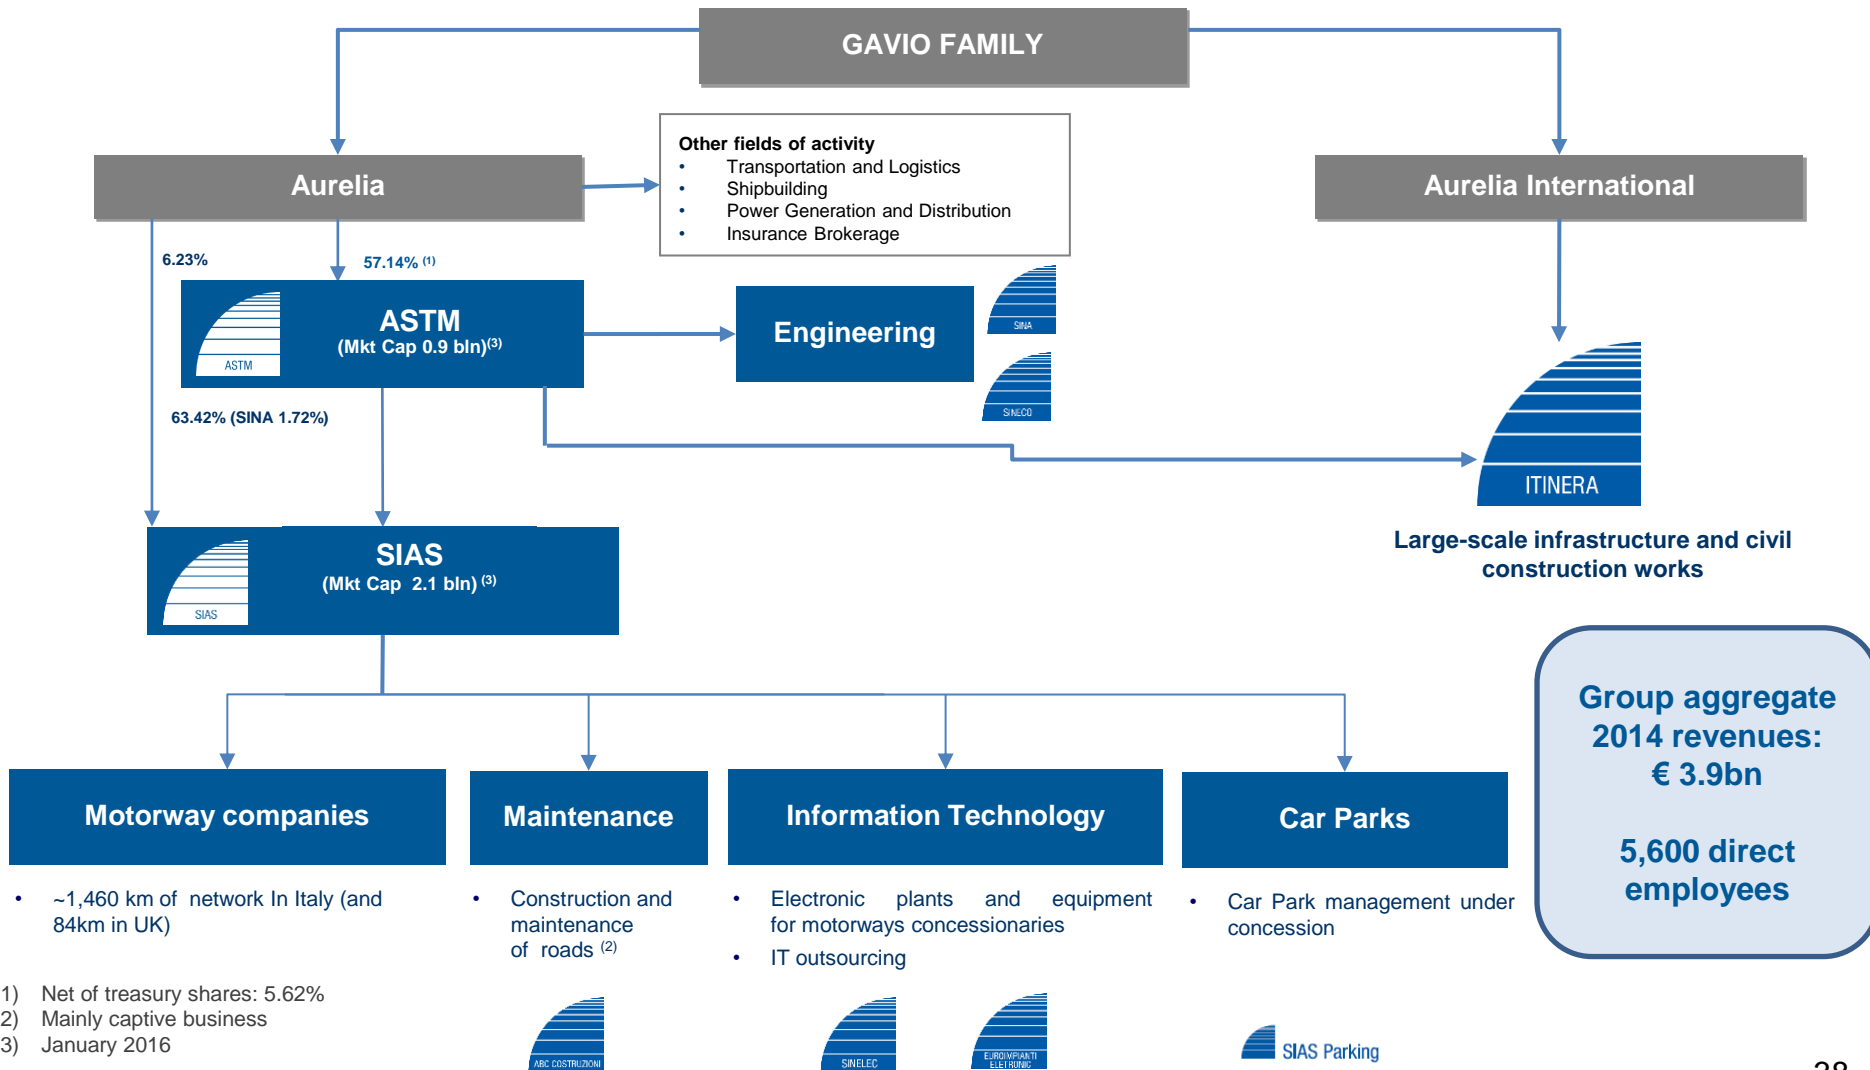 GAVIO FAMILY
Other fields of activity
• Transportation and Logistics
• Shipbuilding
• Power Generation and Distribution
• Insurance Brokerage
Aurelia
Aurelia International
6.23%
57.14% (1)
ASTM
(Mkt Cap 0.9 bln)(3)
ASTM
Engineering
SINA
SINECO
63.42% (SINA 1.72%)
ITINERA
Large-scale infrastructure and civil
construction works
SIAS
(Mkt Cap 2.1 bln) (3)
SIAS
Group aggregate
2014 revenues:
€ 3.9bn
5,600 direct
employees
Motorway companies
Maintenance
Information Technology
Car Parks
• ~1,460 km of network In Italy (and
84km in UK)
• Construction and
maintenance
of roads (2)
• Electronic plants and equipment
for motorways concessionaries
• IT outsourcing
• Car Park management under
concession
1) Net of treasury shares: 5.62%
2) Mainly captive business
3) January 2016
ABC COSTRUZIONI
SINELEC
EUROIMPIANTI
ELETRONIC
SIAS Parking